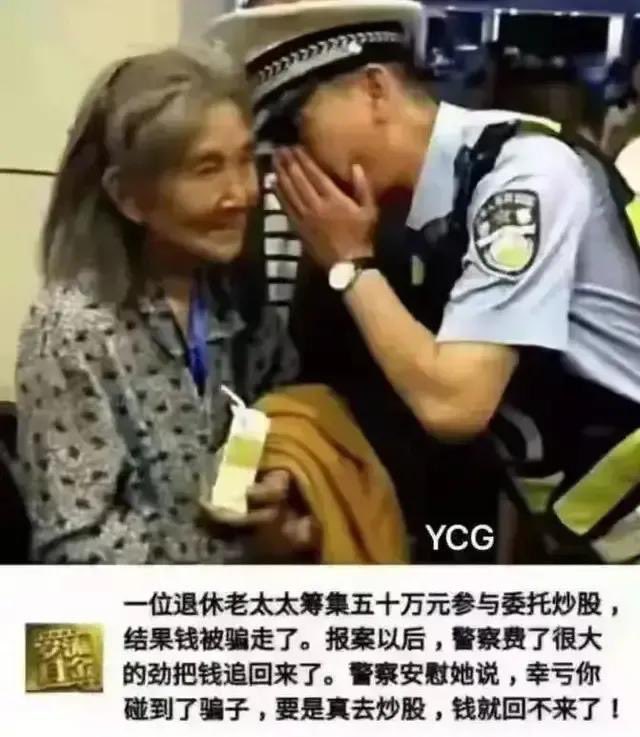 YCG
一位退休老太太筹集五十万元参与委托炒股，
结果钱被骗走了。报案以后，警察费了很大
的劲把钱追回来了。警察安慰她说，幸亏你
碰到了骗子，要是真去炒股，钱就回不来了！